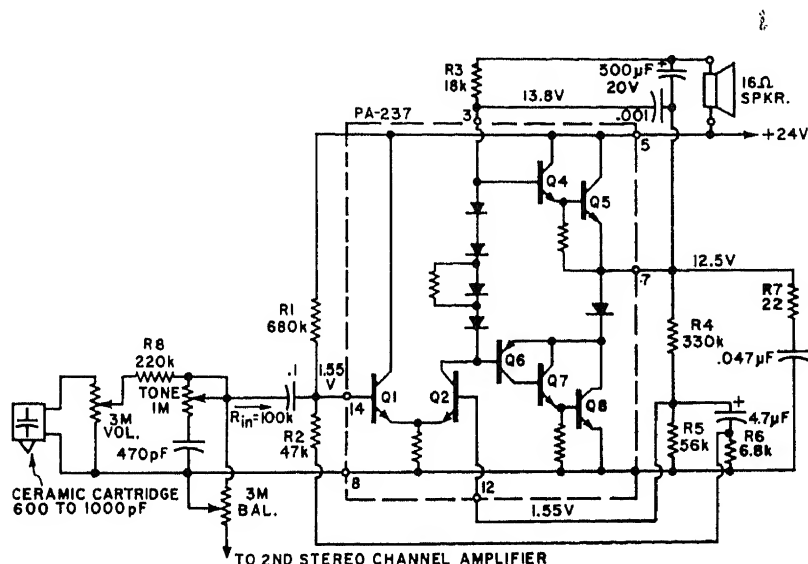 R3
18k
500µF
20V
+
16Ω
SPKR.
13.8V
.001
PA-237
3
5
+24V
Q4
Q5
12.5V
7
R7
22
R1
680k
R4
330k
.047µF
R8
220k
TONE
1M
.1
1.55
V
Q1
Q2
Q6
Q7
Q8
+
4.7µF
3M
VOL.
Rin=100k
14
R2
47k
R5
56k
R6
6.8k
470pF
8
12
CERAMIC CARTRIDGE
600 TO 1000pF
3M
BAL.
1.55V
TO 2ND STEREO CHANNEL AMPLIFIER